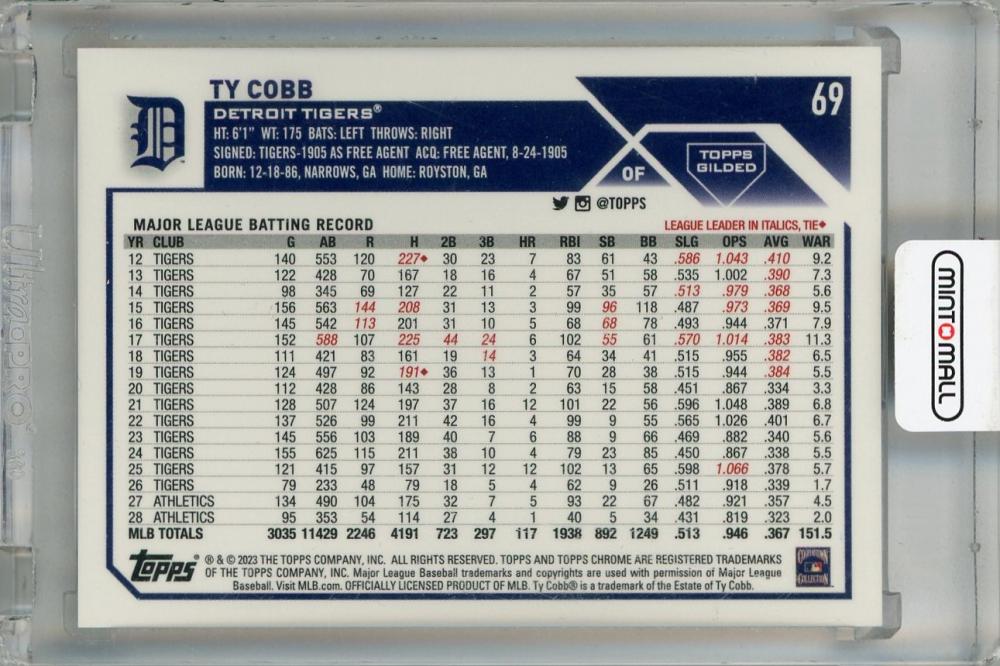 TY COBB
69
DETROIT TIGERS®
HT: 6'1" WT: 175 BATS: LEFT THROWS: RIGHT
SIGNED: TIGERS-1905 AS FREE AGENT ACQ: FREE AGENT, 8-24-1905
BORN: 12-18-86, NARROWS, GA HOME: ROYSTON, GA
OF
TOPPS
GILDED
@TOPPS
MAJOR LEAGUE BATTING RECORD
LEAGUE LEADER IN ITALICS, TIE♦
YR CLUB G AB R H 2B 3B HR RBI SB BB SLG OPS AVG WAR
12 TIGERS 140 553 120 227♦ 30 23 7 83 61 43 .586 1.043 .410 9.2
13 TIGERS 122 428 70 167 18 16 4 67 51 58 .535 1.002 .390 7.3
14 TIGERS 98 345 69 127 22 11 2 57 35 57 .513 .979 .368 5.6
15 TIGERS 156 563 144 208 31 13 3 99 96 118 .487 .973 .369 9.5
16 TIGERS 145 542 113 201 31 10 5 68 68 78 .493 .944 .371 7.9
17 TIGERS 152 588 107 225 44 24 6 102 55 61 .570 1.014 .383 11.3
18 TIGERS 111 421 83 161 19 14 3 64 34 41 .515 .955 .382 6.5
19 TIGERS 124 497 92 191♦ 36 13 1 70 28 38 .515 .944 .384 5.5
20 TIGERS 112 428 86 143 28 8 2 63 15 58 .451 .867 .334 3.3
21 TIGERS 128 507 124 197 37 16 12 101 22 56 .596 1.048 .389 6.8
22 TIGERS 137 526 99 211 42 16 4 99 9 55 .565 1.026 .401 6.7
23 TIGERS 145 556 103 189 40 7 6 88 9 66 .469 .882 .340 5.6
24 TIGERS 155 625 115 211 38 10 4 79 23 85 .450 .867 .338 5.5
25 TIGERS 121 415 97 157 31 12 12 102 13 65 .598 1.066 .378 5.7
26 TIGERS 79 233 48 79 18 5 4 62 9 26 .511 .918 .339 1.7
27 ATHLETICS 134 490 104 175 32 7 5 93 22 67 .482 .921 .357 4.5
28 ATHLETICS 95 353 54 114 27 4 1 40 5 34 .431 .819 .323 2.0
MLB TOTALS 3035 11429 2246 4191 723 297 117 1938 892 1249 .513 .946 .367 151.5
Topps
® & © 2023 THE TOPPS COMPANY, INC. ALL RIGHTS RESERVED. TOPPS AND TOPPS CHROME ARE REGISTERED TRADEMARKS
OF THE TOPPS COMPANY, INC. Major League Baseball trademarks and copyrights are used with permission of Major League
Baseball. Visit MLB.com. OFFICIALLY LICENSED PRODUCT OF MLB. Ty Cobb® is a trademark of the Estate of Ty Cobb.
COOPERSTOWN
COLLECTION
MINTOMALL
Ultra PRO